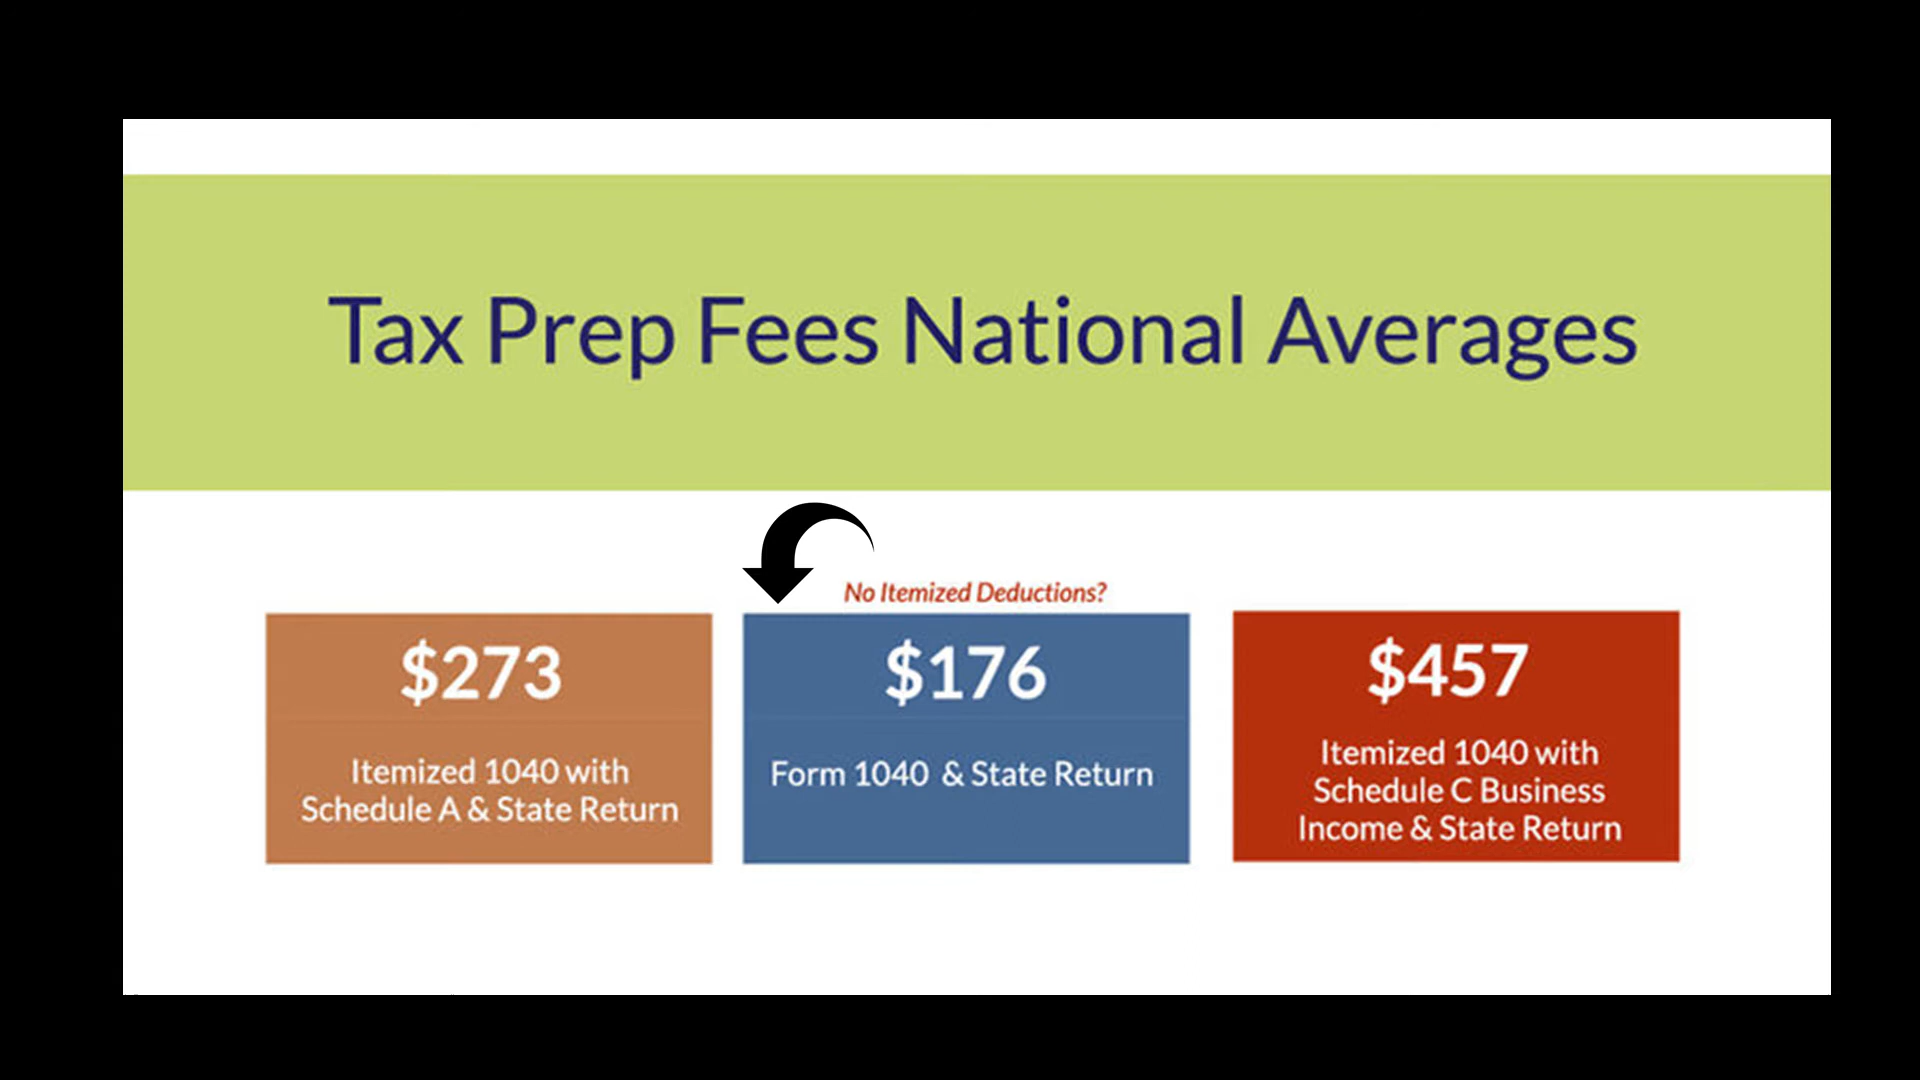 Tax Prep Fees National Averages
No Itemized Deductions?
$273
Itemized 1040 with
Schedule A & State Return
$176
Form 1040 & State Return
$457
Itemized 1040 with
Schedule C Business
Income & State Return